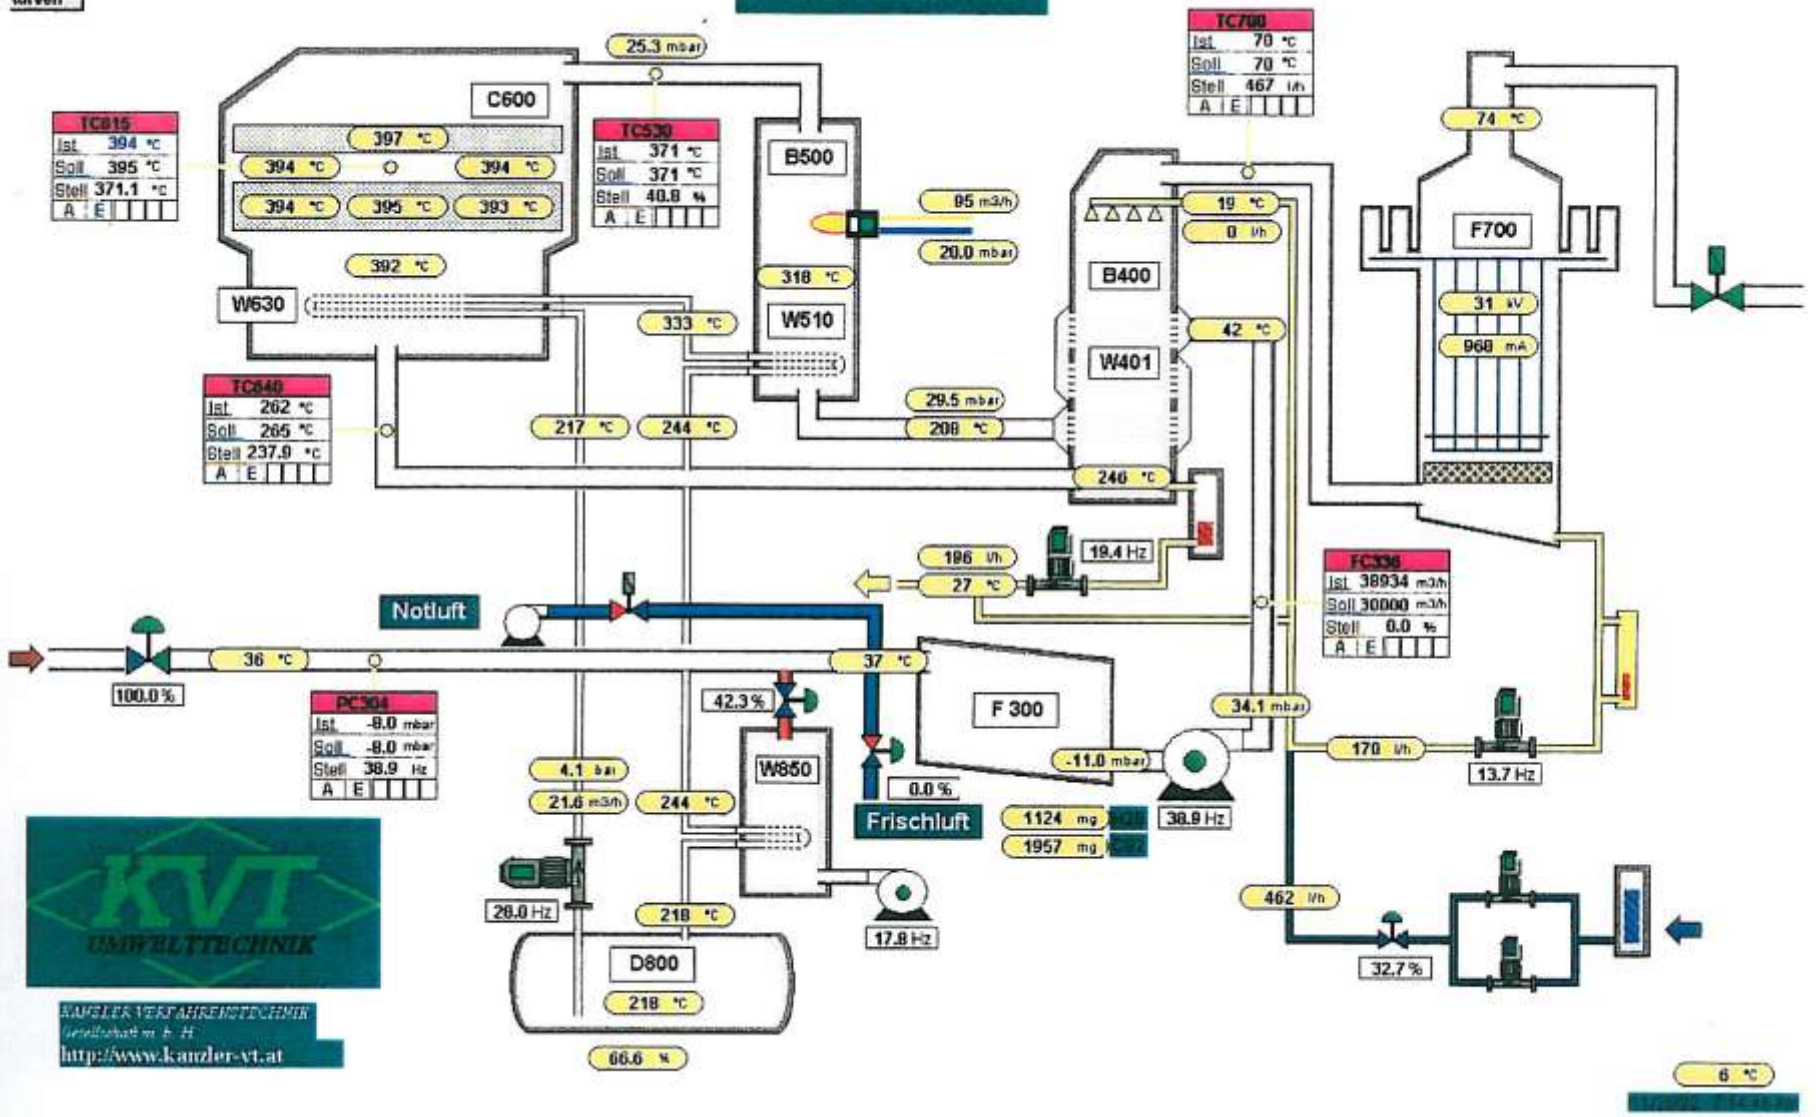 25.3 mbar
TC700
Ist 70 °C
Soll 70 °C
Stell 467 l/h
A E
C600
74 °C
TC615
Ist 394 °C
Soll 395 °C
Stell 371.1 °C
A E
397 °C
394 °C
394 °C
394 °C
395 °C
393 °C
392 °C
TC530
Ist 371 °C
Soll 371 °C
Stell 40.8 %
A E
B500
95 m3/h
20.0 mbar
318 °C
W510
19 °C
0 l/h
B400
F700
W630
333 °C
42 °C
31 kV
968 mA
W401
TC640
Ist 262 °C
Soll 265 °C
Stell 237.9 °C
A E
217 °C
244 °C
29.5 mbar
208 °C
246 °C
196 l/h
27 °C
19.4 Hz
FC336
Ist 38934 m3/h
Soll 30000 m3/h
Stell 0.0 %
A E
Notluft
36 °C
37 °C
100.0 %
PC304
Ist -8.0 mbar
Soll -8.0 mbar
Stell 38.9 Hz
A E
42.3 %
F 300
34.1 mbar
170 l/h
-11.0 mbar
13.7 Hz
W850
4.1 bar
21.6 m3/h
244 °C
0.0 %
Frischluft
1124 mg
1957 mg
38.9 Hz
KVT
UMWELTTECHNIK
28.0 Hz
218 °C
17.8 Hz
462 l/h
32.7 %
D800
218 °C
66.6 %
KANZLER VERFAHRENSTECHNIK
Gesellschaft m. b. H.
http://www.kanzler-vt.at
6 °C